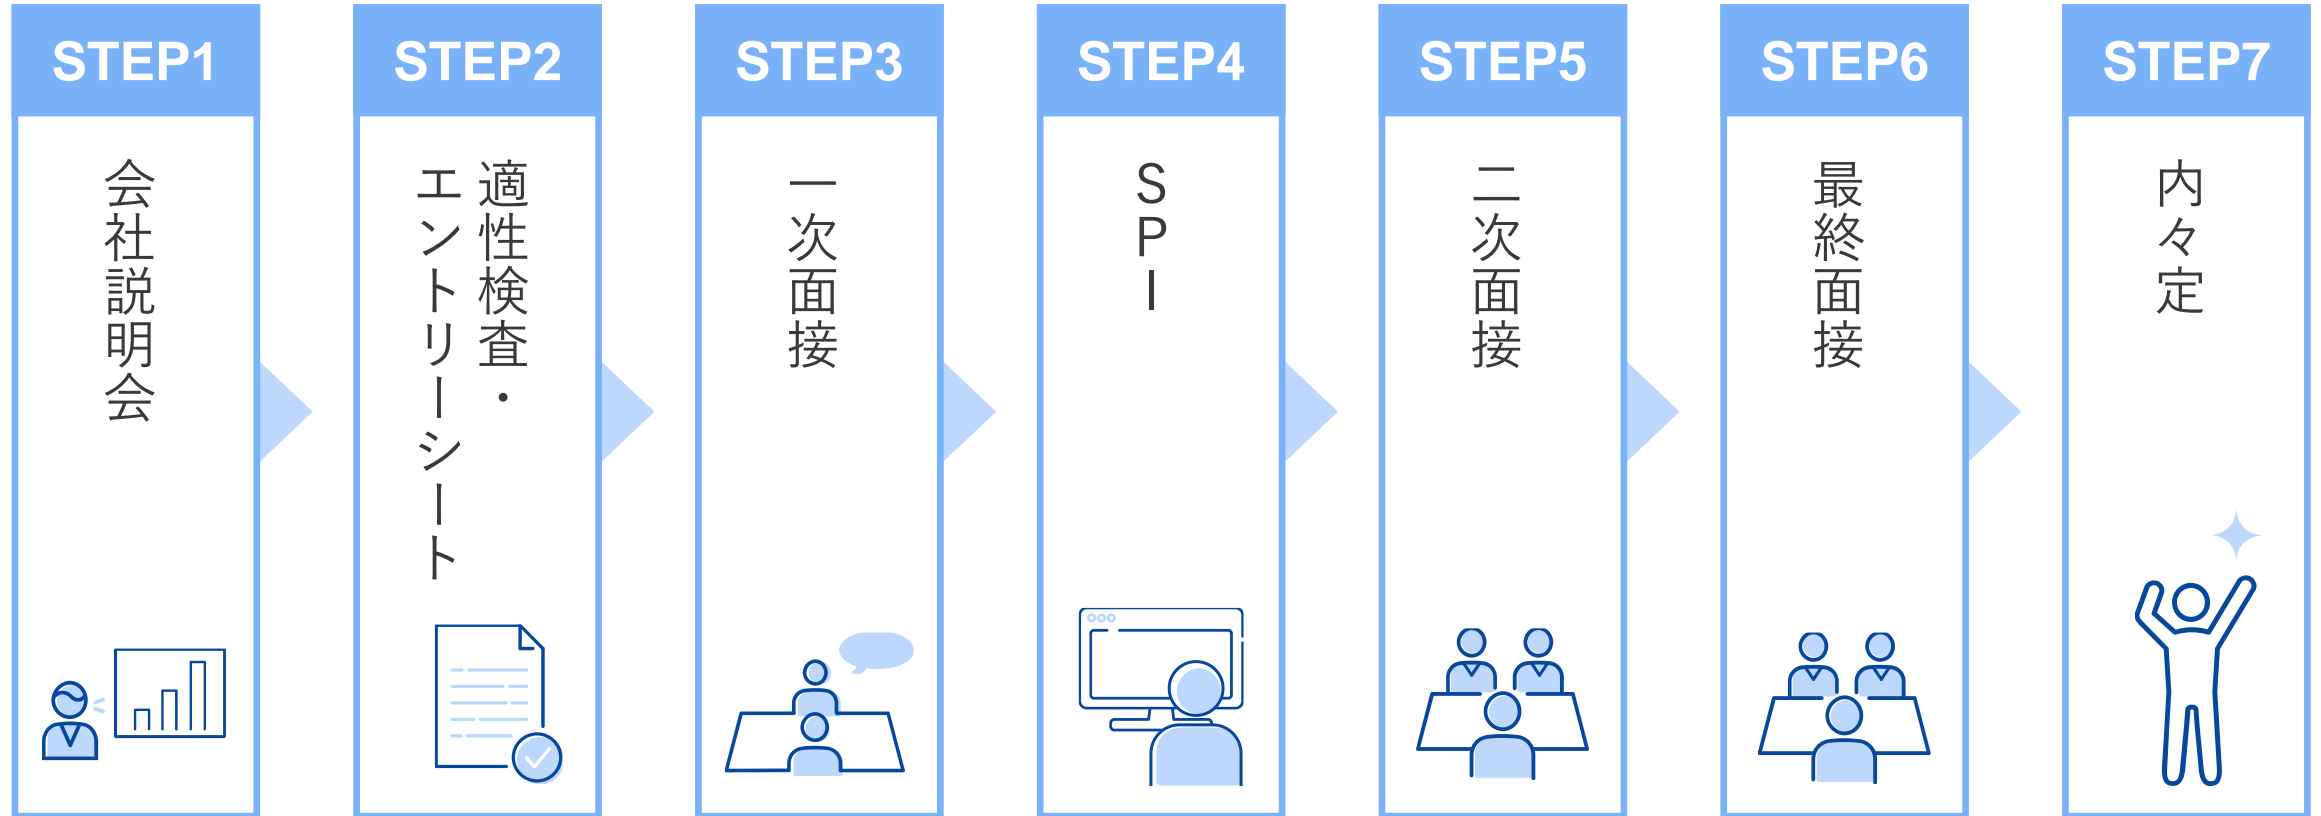 STEP1
会社説明会
STEP2
適性検査・
エントリーシート
STEP3
一次面接
STEP4
SPI
STEP5
二次面接
STEP6
最終面接
STEP7
内々定